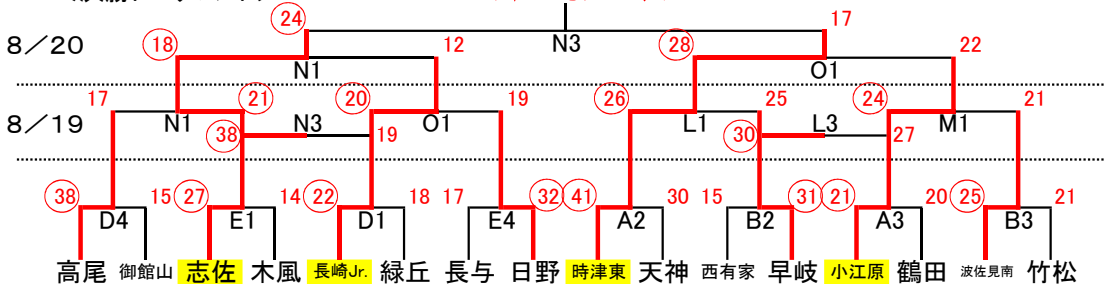 24 17
8／20 18 N3 12 28 22
N1 O1
17 21 20 19 26 25 24 21
8／19 N1 38 N3 19 O1 L1 30 L3 27 M1
38 15 27 14 22 18 17 32 41 30 15 31 21 20 25 21
D4 E1 D1 E4 A2 B2 A3 B3
高尾 御館山 志佐 木風 長崎Jr. 緑丘 長与 日野 時津東 天神 西有家 早岐 小江原 鶴田 波佐見南 竹松